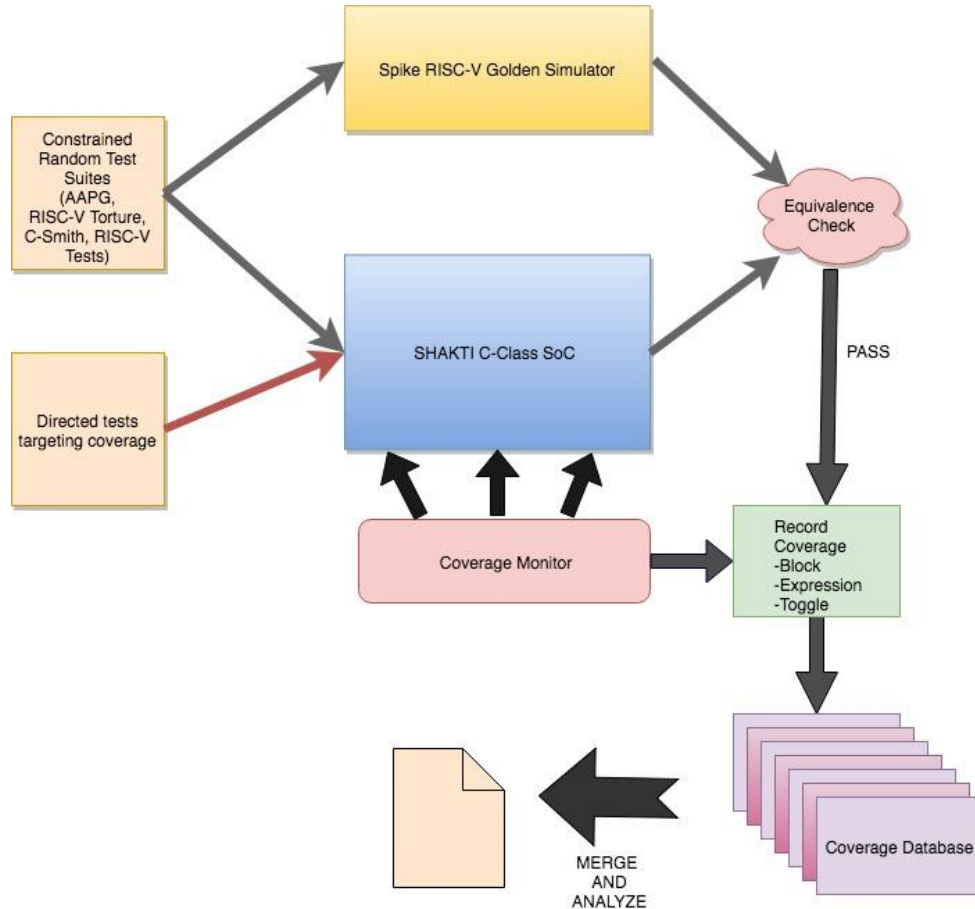 Spike RISC-V Golden Simulator
Constrained
Random Test
Suites
(AAPG,
RISC-V Torture,
C-Smith, RISC-V
Tests)
Equivalence
Check
SHAKTI C-Class SoC
PASS
Directed tests
targeting coverage
Coverage Monitor
Record
Coverage
-Block
-Expression
-Toggle
Coverage Database
MERGE
AND
ANALYZE